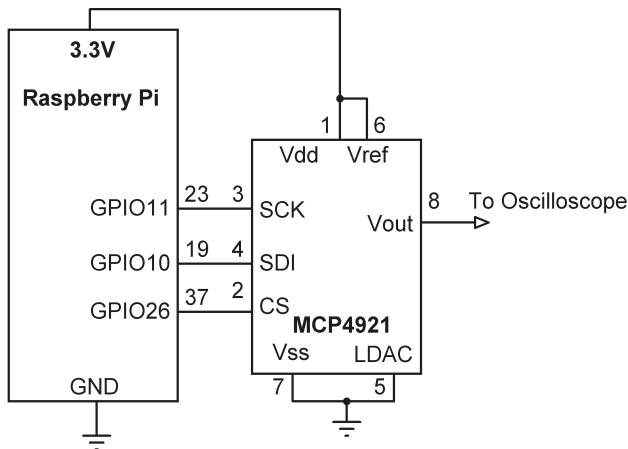 3.3V
Raspberry Pi
1 6
Vdd Vref
GPIO11 23 3 SCK
8 To Oscilloscope
Vout
GPIO10 19 4 SDI
GPIO26 37 2 CS
MCP4921
Vss LDAC
GND 7 5